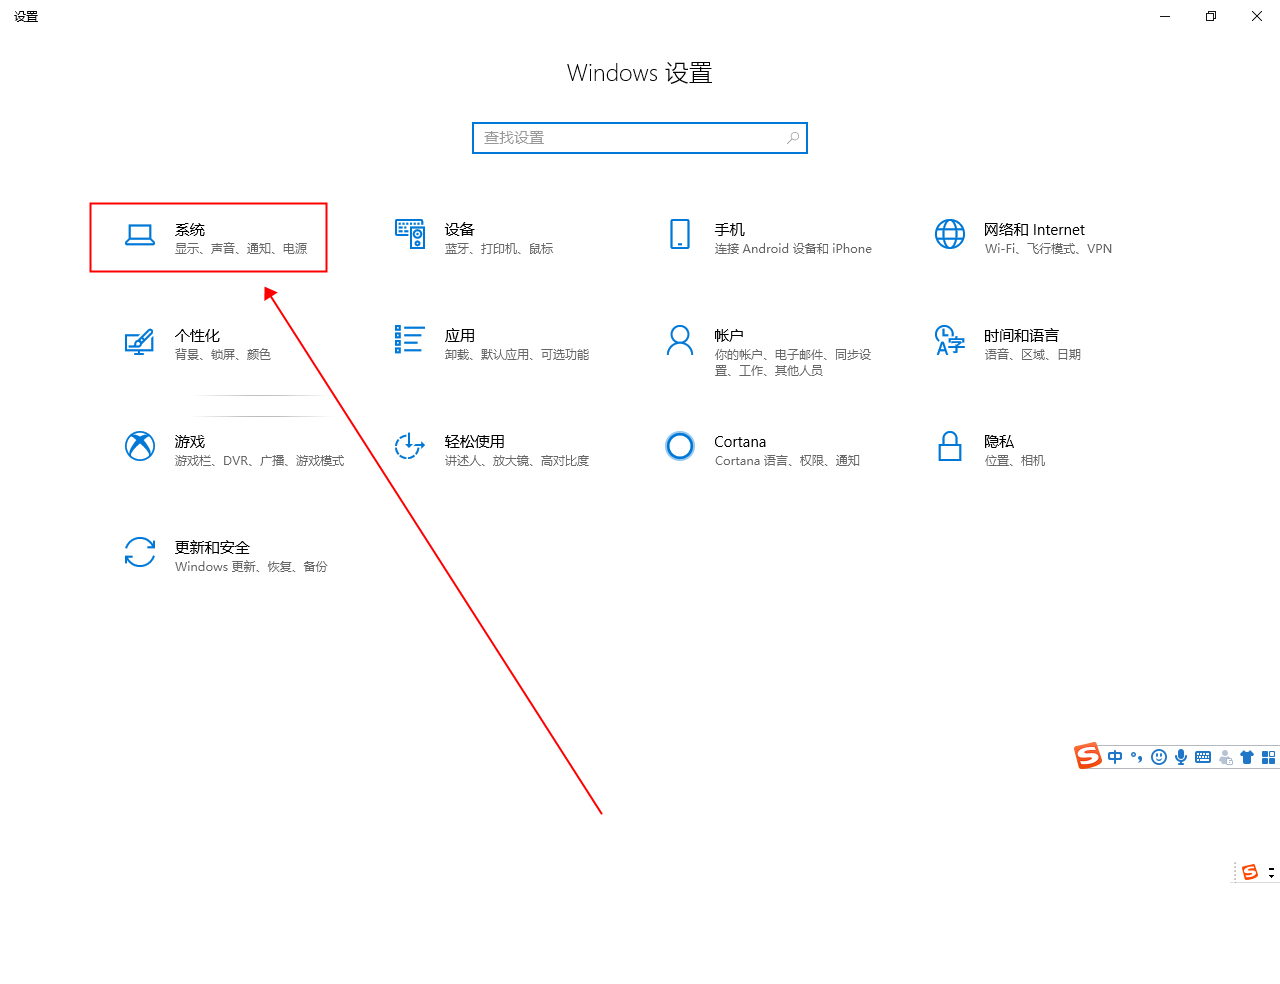 设置
Windows 设置
查找设置
系统
显示、声音、通知、电源
设备
蓝牙、打印机、鼠标
手机
连接 Android 设备和 iPhone
网络和 Internet
Wi-Fi、飞行模式、VPN
个性化
背景、锁屏、颜色
应用
卸载、默认应用、可选功能
帐户
你的帐户、电子邮件、同步设
置、工作、其他人员
时间和语言
语音、区域、日期
游戏
游戏栏、DVR、广播、游戏模式
轻松使用
讲述人、放大镜、高对比度
Cortana
Cortana 语言、权限、通知
隐私
位置、相机
更新和安全
Windows 更新、恢复、备份
中